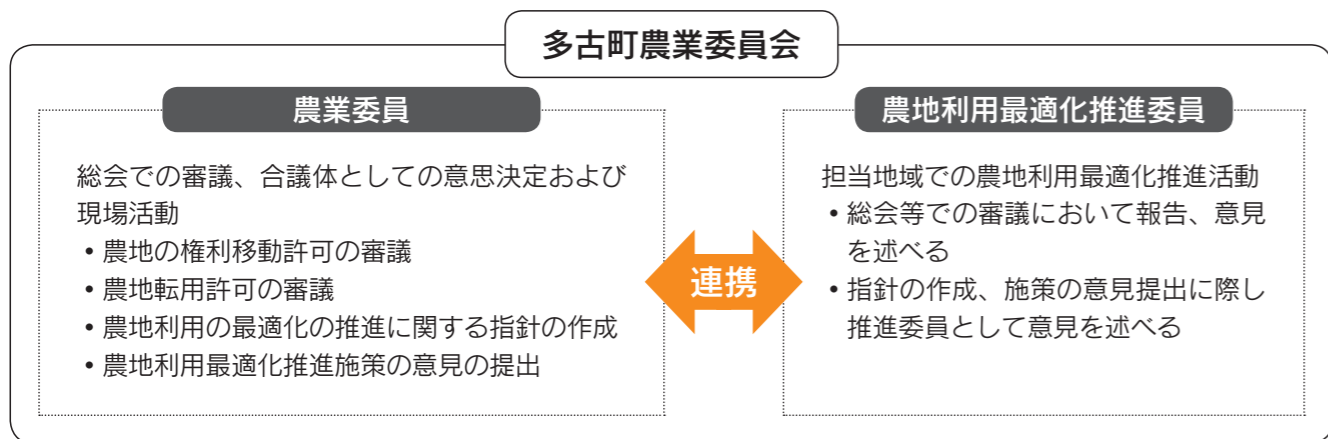 多古町農業委員会
農業委員
総会での審議、合議体としての意思決定および
現場活動
• 農地の権利移動許可の審議
• 農地転用許可の審議
• 農地利用の最適化の推進に関する指針の作成
• 農地利用最適化推進施策の意見の提出
連携
農地利用最適化推進委員
担当地域での農地利用最適化推進活動
• 総会等での審議において報告、意見
を述べる
• 指針の作成、施策の意見提出に際し
推進委員として意見を述べる